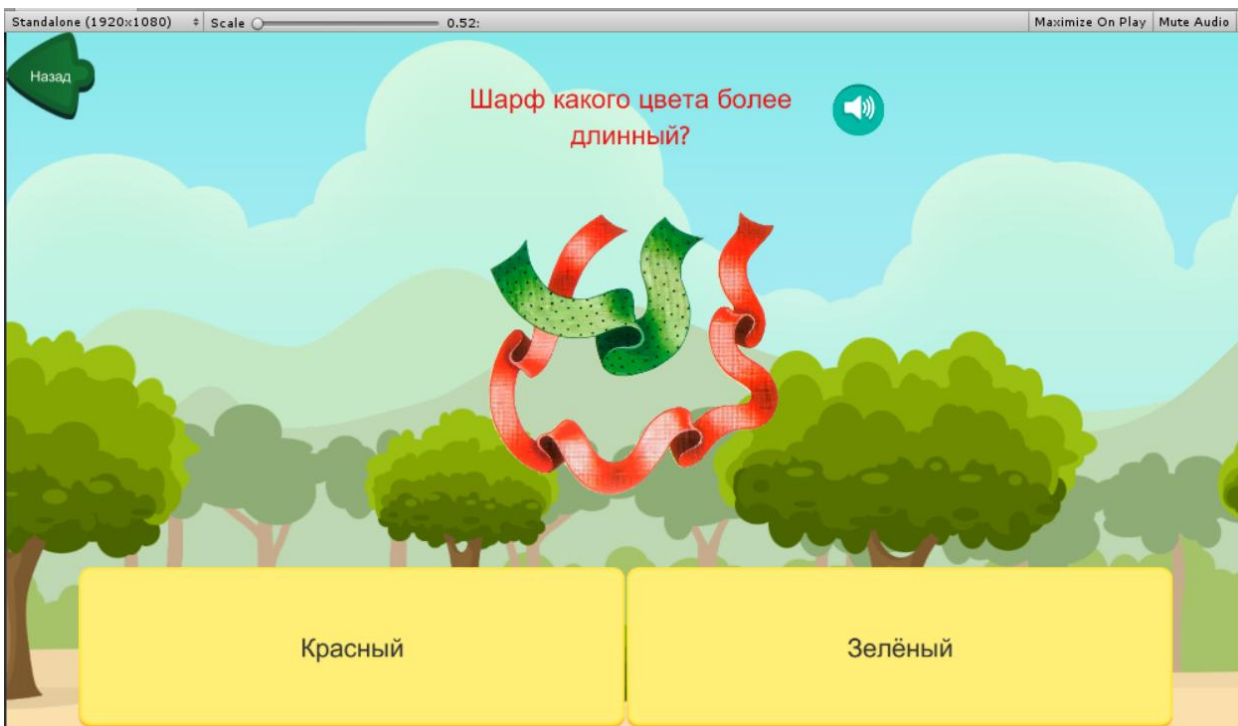 Standalone (1920x1080) Scale 0.52: Maximize On Play Mute Audio
Назад
Шарф какого цвета более
длинный?
Красный Зелёный